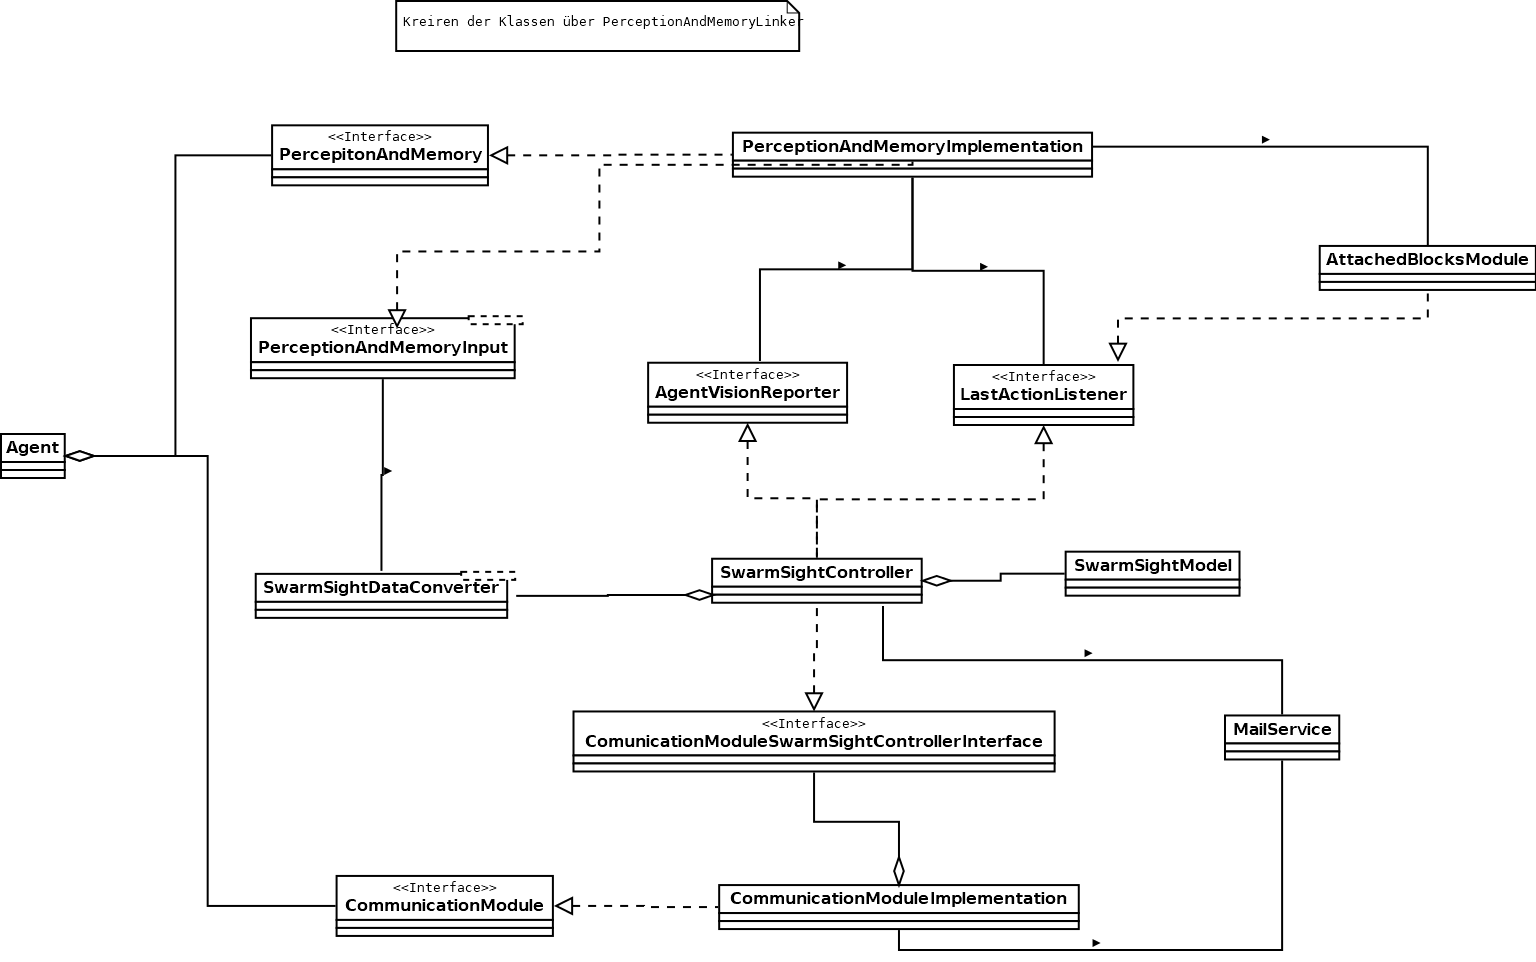 Kreiren der Klassen über PerceptionAndMemoryLinker
<<Interface>>
PercepitonAndMemory
PerceptionAndMemoryImplementation
AttachedBlocksModule
<<Interface>>
PerceptionAndMemoryInput
<<Interface>>
AgentVisionReporter
<<Interface>>
LastActionListener
Agent
SwarmSightDataConverter
SwarmSightController
SwarmSightModel
<<Interface>>
ComunicationModuleSwarmSightControllerInterface
MailService
<<Interface>>
CommunicationModule
CommunicationModuleImplementation